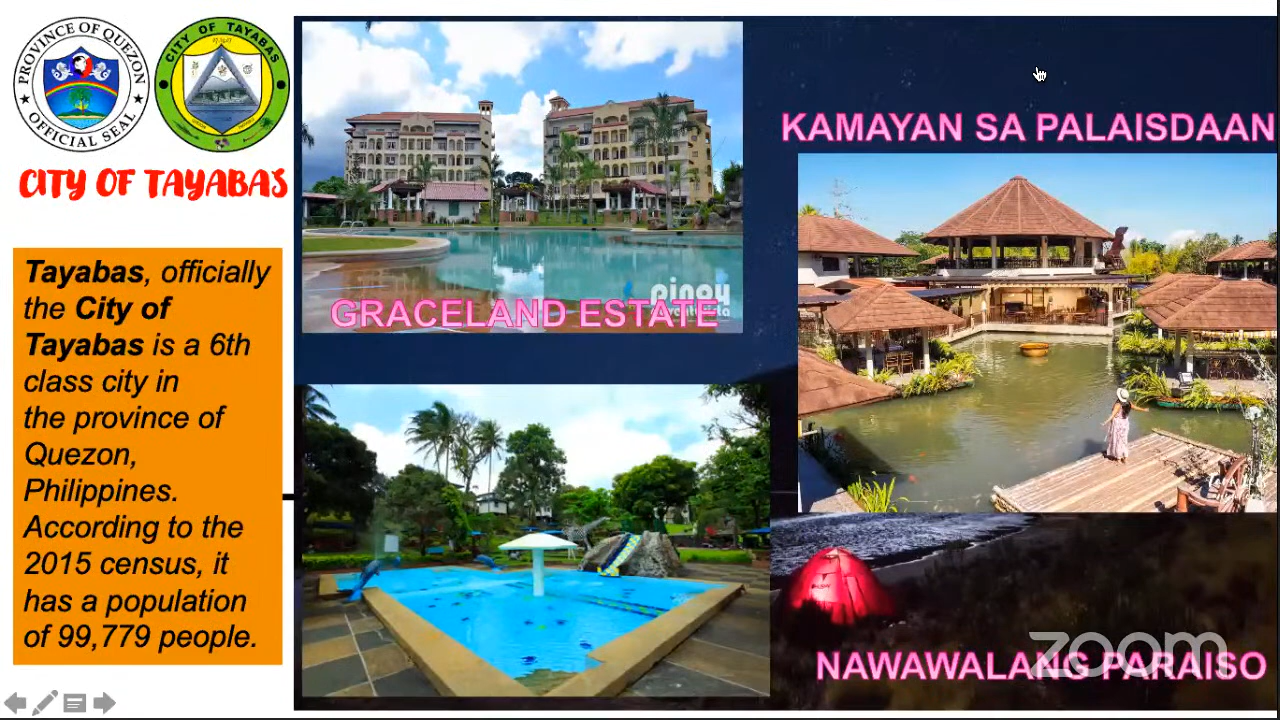 PROVINCE OF QUEZON
OFFICIAL SEAL
CITY OF TAYABAS
CITY OF TAYABAS
Tayabas, officially
the City of
Tayabas is a 6th
class city in
the province of
Quezon,
Philippines.
According to the
2015 census, it
has a population
of 99,779 people.
GRACELAND ESTATE
pinoy
KAMAYAN SA PALAISDAAN
NAWAWALANG PARAISO
zoom